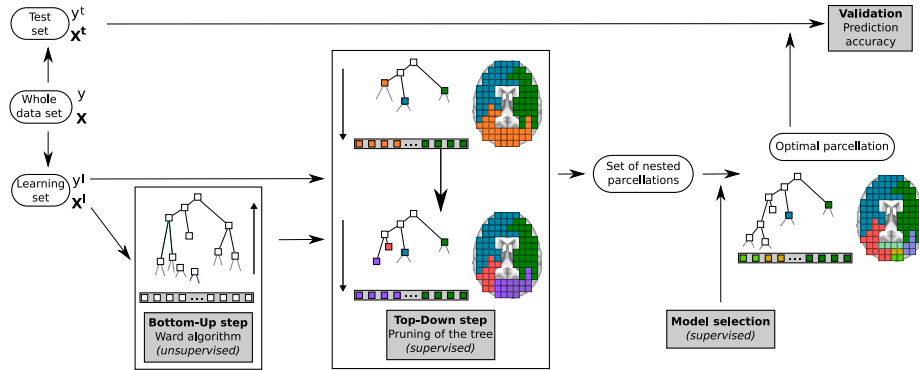 Test
set
y^t
X^t
Whole
data set
y
X
Learning
set
y^l
X^l
Bottom-Up step
Ward algorithm
(unsupervised)
Top-Down step
Pruning of the tree
(supervised)
Set of nested
parcellations
Model selection
(supervised)
Optimal parcellation
Validation
Prediction
accuracy